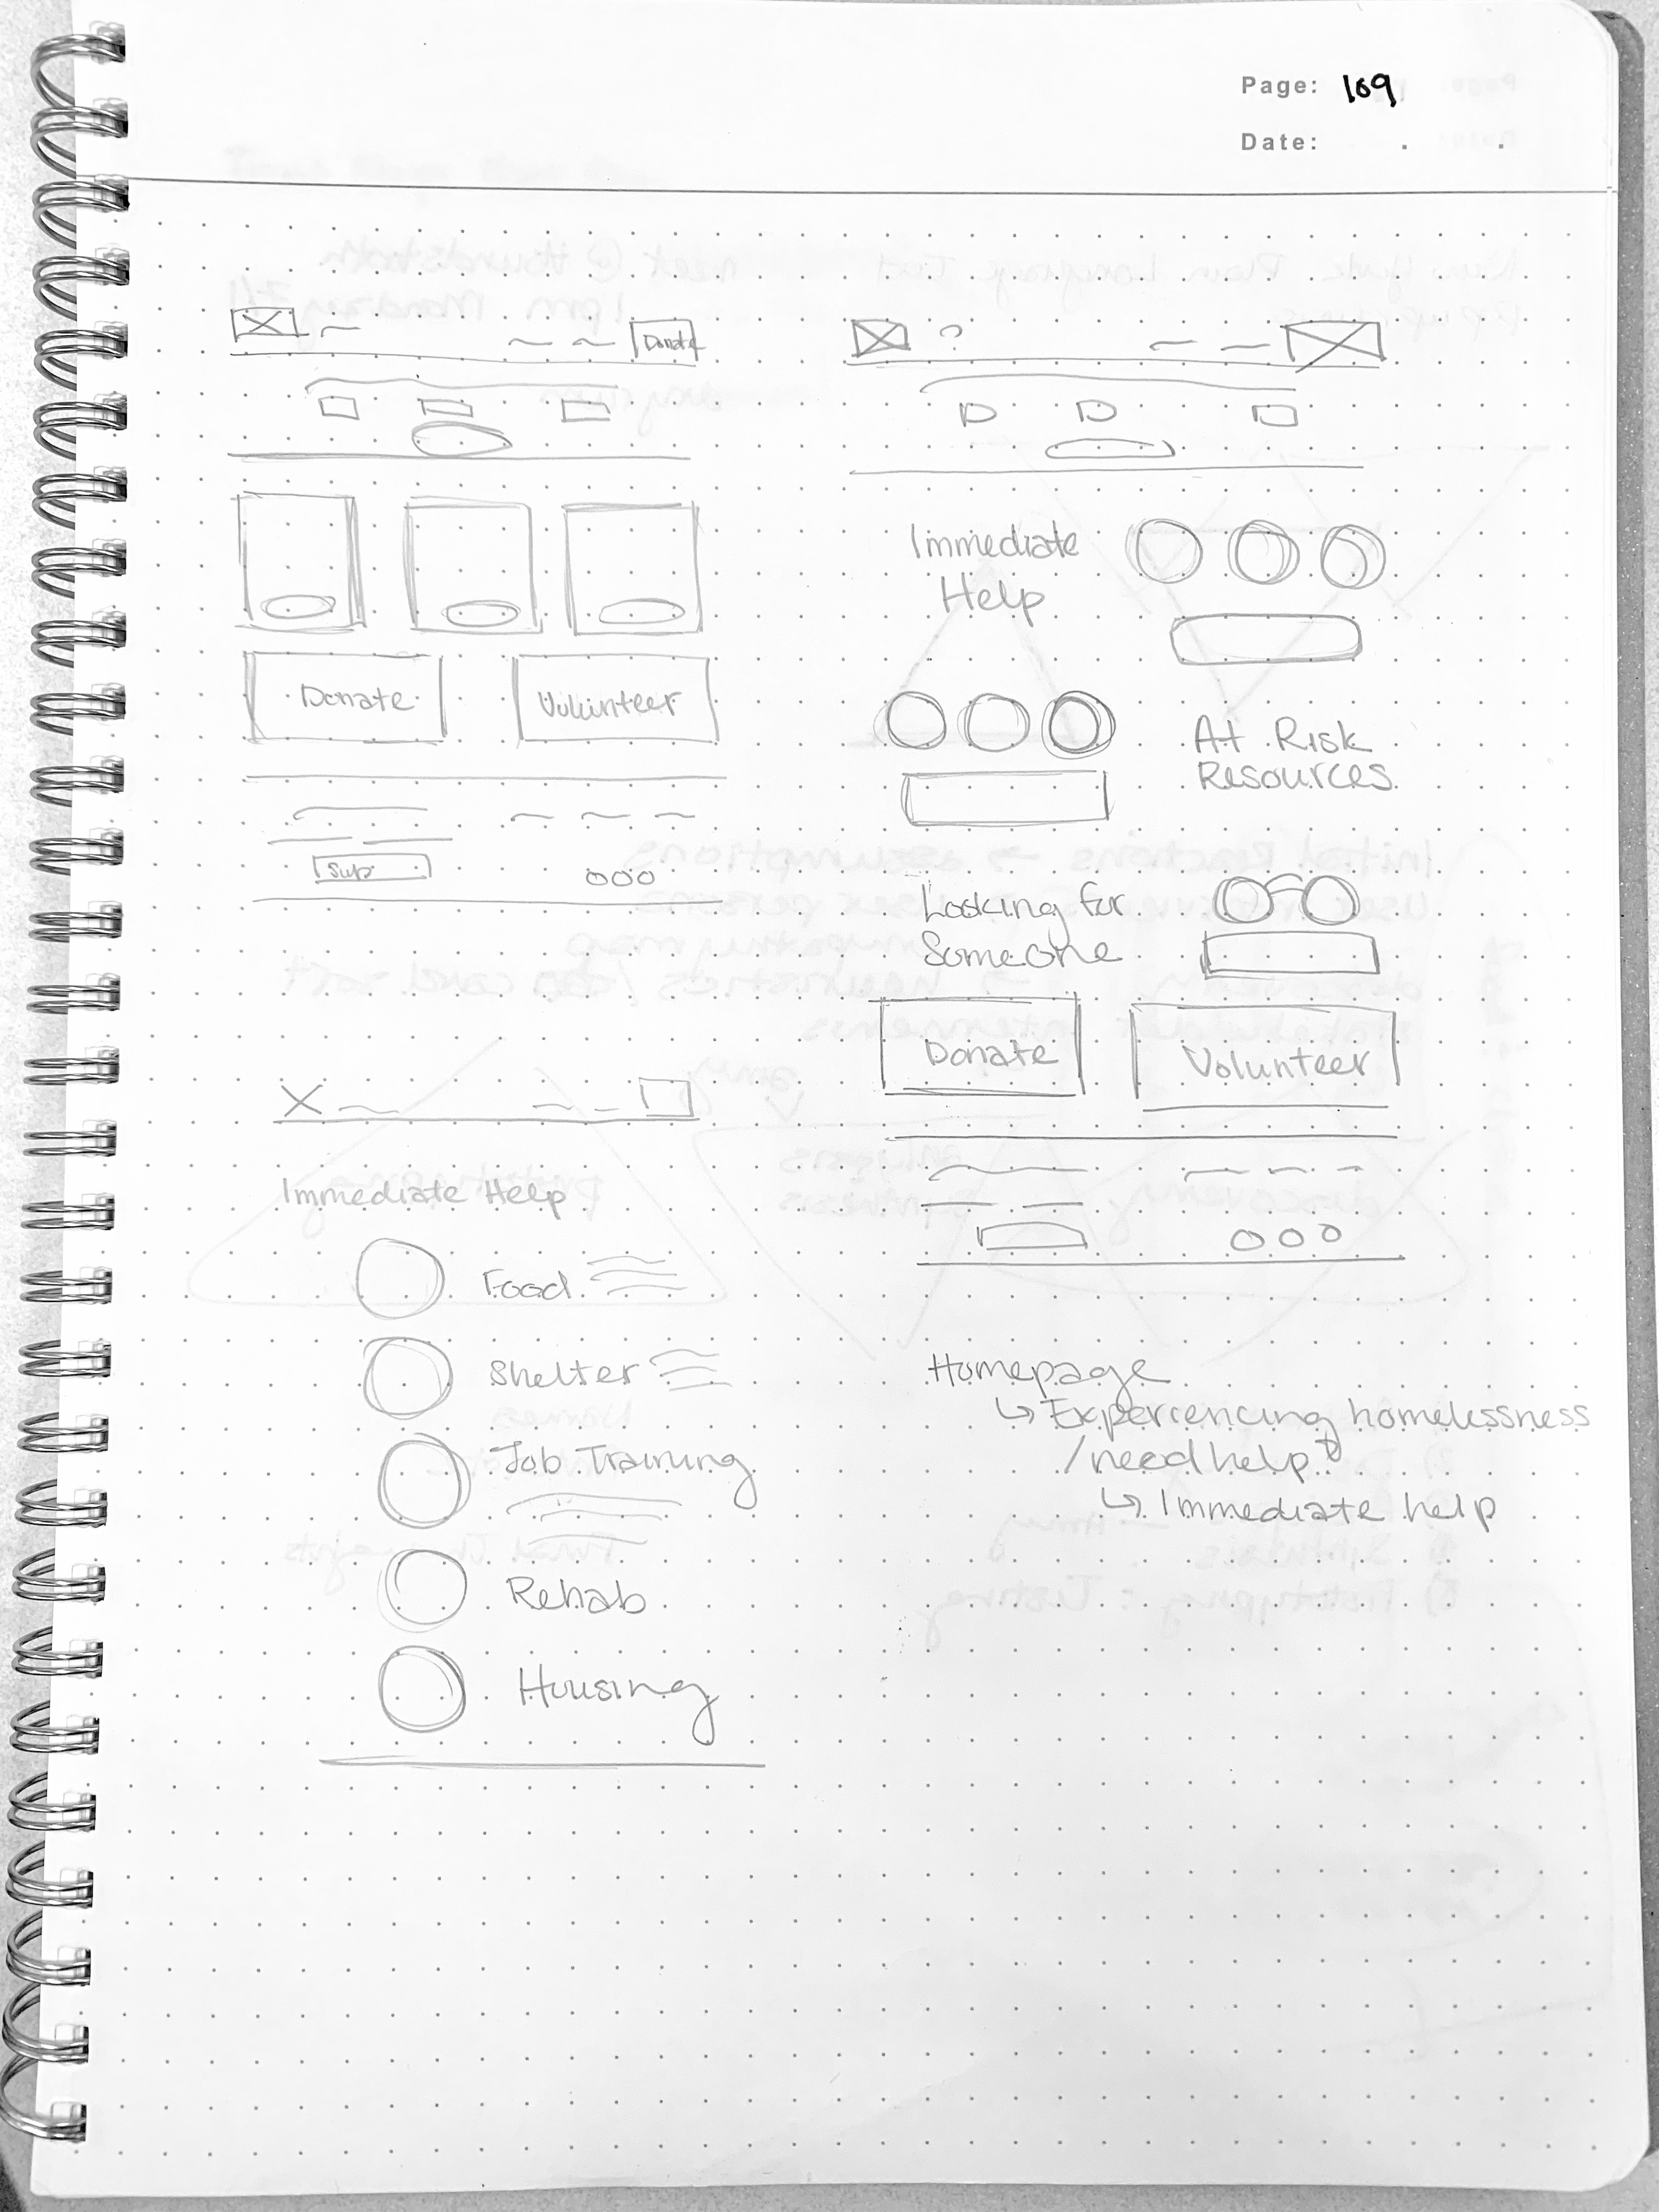 Page: 109
Date: . .
Donate
Donate
Volunteer
Sub
Immediate
Help
At Risk
Resources
Looking for
Someone
Donate
Volunteer
Immediate Help
Food
Shelter
Job Training
Rehab
Housing
Homepage
↳ Experiencing homelessness
/need help
↳ Immediate help